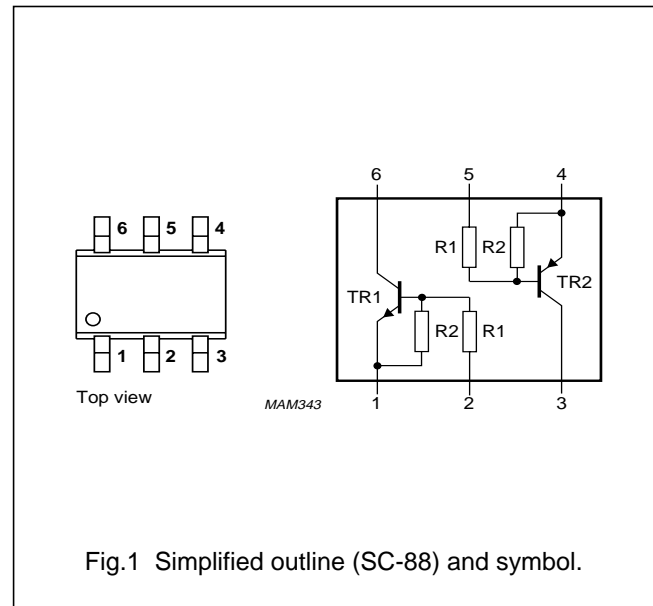 6 5 4
1 2 3
Top view
6 5 4
R1 R2
TR1
TR2
R2 R1
1 2 3
MAM343
Fig.1 Simplified outline (SC-88) and symbol.